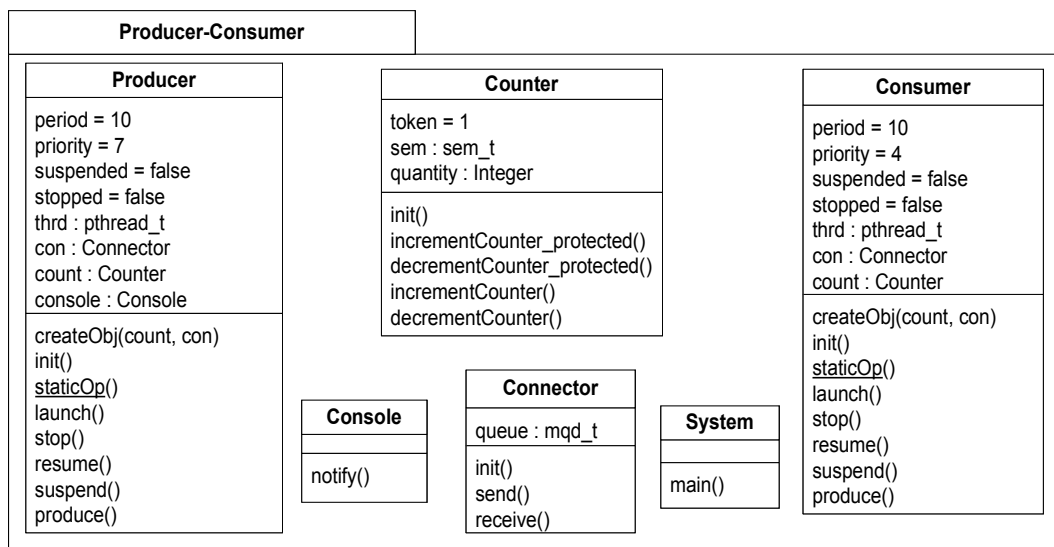 Producer-Consumer
Producer
period = 10
priority = 7
suspended = false
stopped = false
thrd : pthread_t
con : Connector
count : Counter
console : Console
createObj(count, con)
init()
staticOp()
launch()
stop()
resume()
suspend()
produce()
Counter
token = 1
sem : sem_t
quantity : Integer
init()
incrementCounter_protected()
decrementCounter_protected()
incrementCounter()
decrementCounter()
Console
notify()
Connector
queue : mqd_t
init()
send()
receive()
System
main()
Consumer
period = 10
priority = 4
suspended = false
stopped = false
thrd : pthread_t
con : Connector
count : Counter
createObj(count, con)
init()
staticOp()
launch()
stop()
resume()
suspend()
produce()